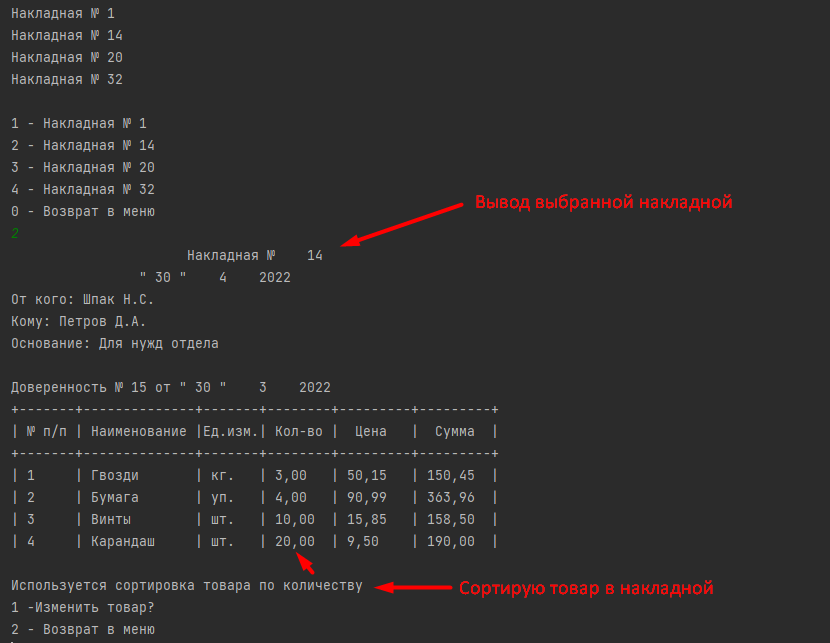 Накладная № 1
Накладная № 14
Накладная № 20
Накладная № 32
1 - Накладная № 1
2 - Накладная № 14
3 - Накладная № 20
4 - Накладная № 32
0 - Возврат в меню
Вывод выбранной накладной
2
Накладная №    14
" 30 "    4    2022
От кого: Шпак Н.С.
Кому: Петров Д.А.
Основание: Для нужд отдела
Доверенность № 15 от " 30 "    3    2022
+-------+--------------+-------+--------+---------+---------+
| № п/п | Наименование |Ед.изм.| Кол-во |  Цена   |  Сумма  |
+-------+--------------+-------+--------+---------+---------+
| 1     | Гвозди       | кг.   | 3,00   | 50,15   | 150,45  |
| 2     | Бумага       | уп.   | 4,00   | 90,99   | 363,96  |
| 3     | Винты        | шт.   | 10,00  | 15,85   | 158,50  |
| 4     | Карандаш     | шт.   | 20,00  | 9,50    | 190,00  |
Используется сортировка товара по количеству
Сортирую товар в накладной
1 -Изменить товар?
2 - Возврат в меню